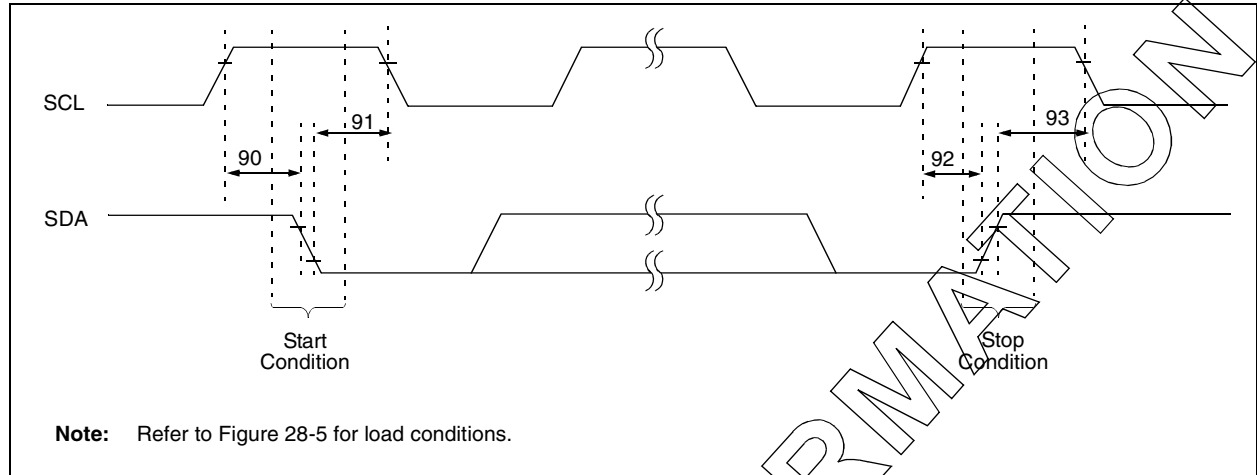 SCL
91
93
90
92
SDA
Start
Condition
Stop
Condition
RMATION
Note: Refer to Figure 28-5 for load conditions.